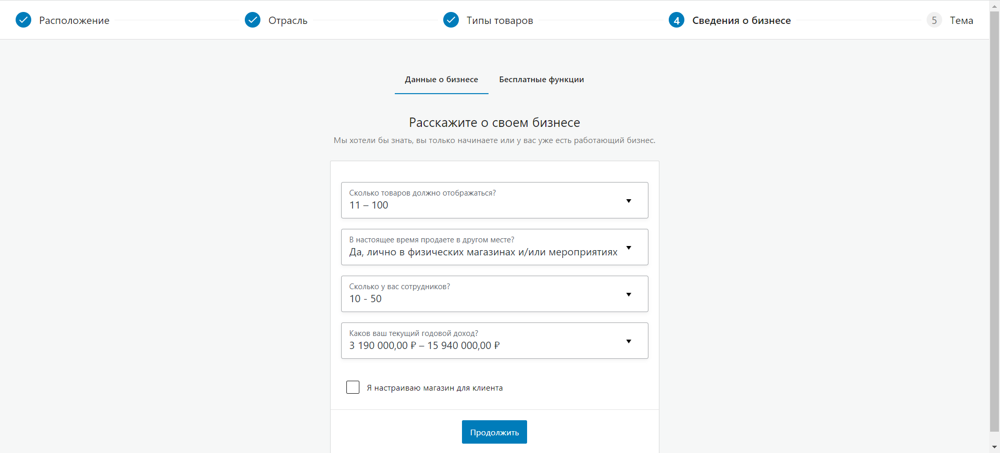 Расположение
Отрасль
Типы товаров
4 Сведения о бизнесе
5 Тема
Данные о бизнесе
Бесплатные функции
Расскажите о своем бизнесе
Мы хотели бы знать, вы только начинаете или у вас уже есть работающий бизнес.
Сколько товаров должно отображаться?
11 – 100
В настоящее время продаете в другом месте?
Да, лично в физических магазинах и/или мероприятиях
Сколько у вас сотрудников?
10 - 50
Каков ваш текущий годовой доход?
3 190 000,00 ₽ – 15 940 000,00 ₽
Я настраиваю магазин для клиента
Продолжить